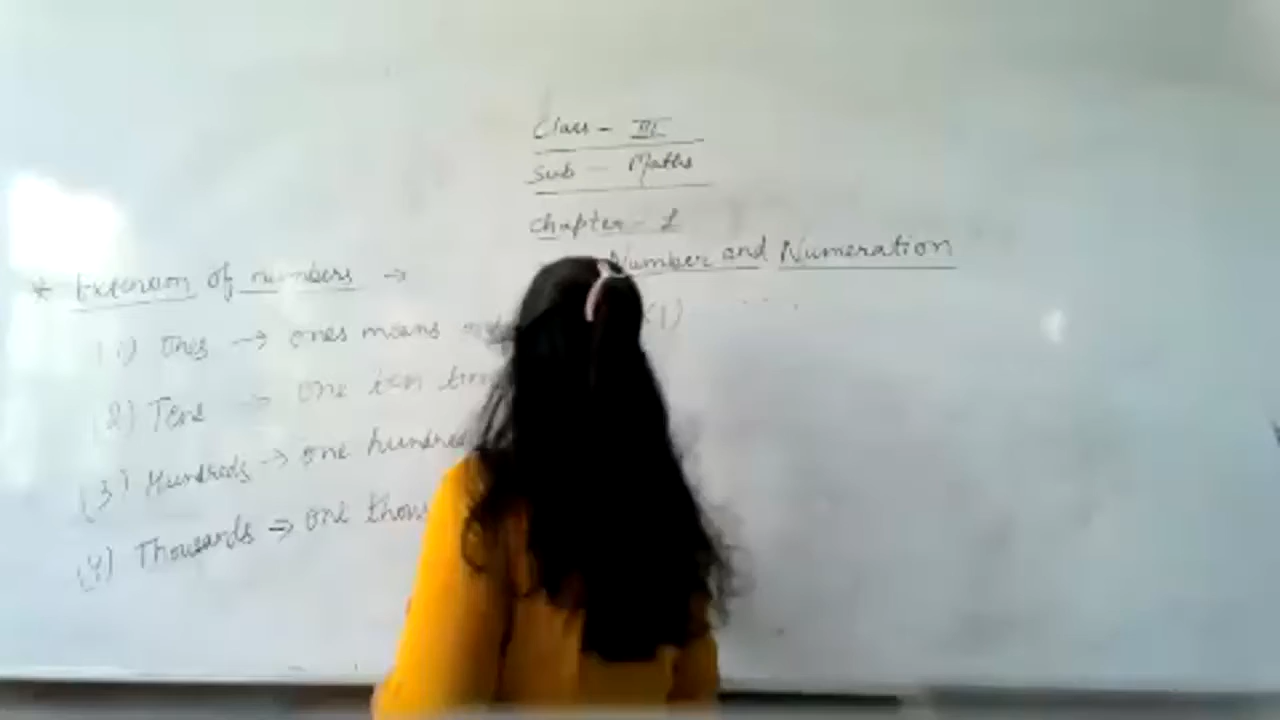 Class - III
Sub - Maths
Chapter - 1
Number and Numeration
* Extension of numbers →
(1) Ones → ones means (1)
(2) Tens → One ten
(3) Hundreds → one hundred
(4) Thousands → one